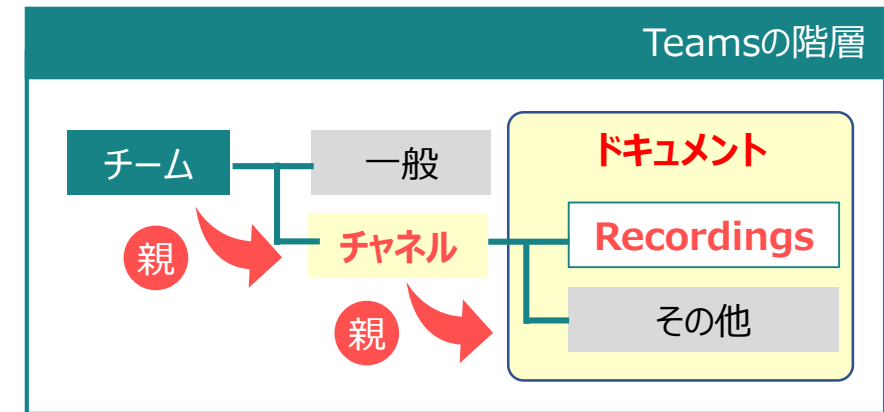 Teamsの階層
チーム
一般
ドキュメント
親
チャネル
Recordings
親
その他